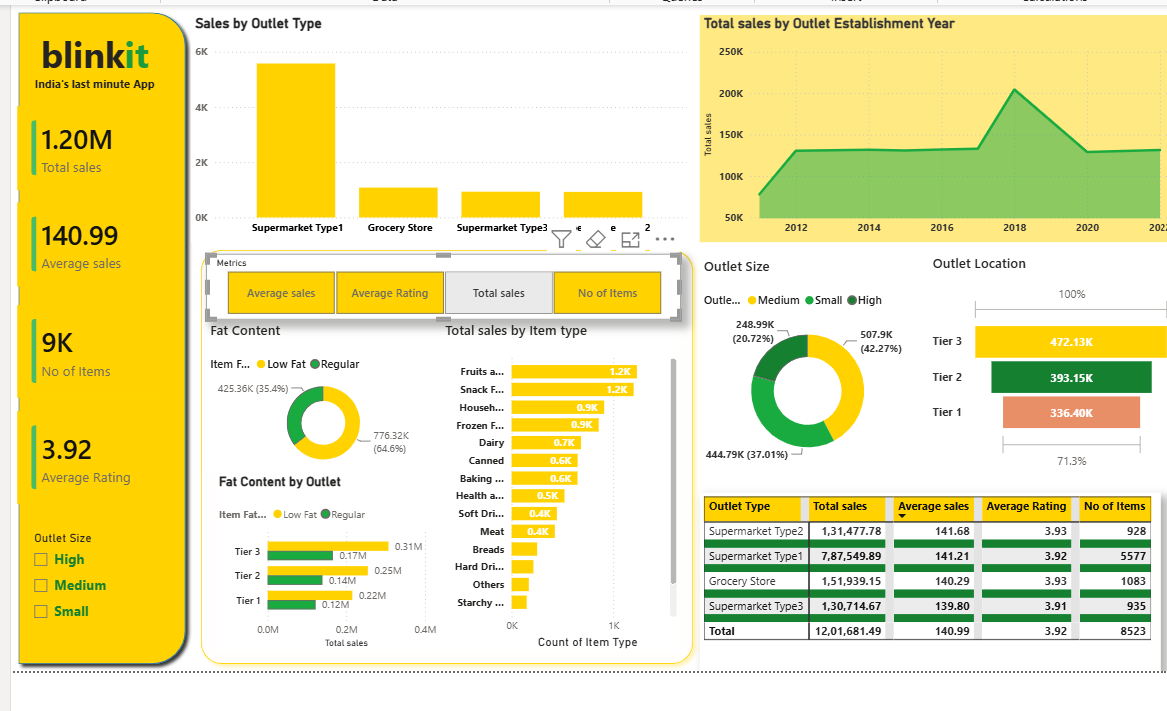 blinkit
India's last minute App
1.20M
Total sales
140.99
Average sales
9K
No of Items
3.92
Average Rating
Outlet Size
High
Medium
Small
Sales by Outlet Type
6K
4K
2K
0K
Supermarket Type1
Grocery Store
Supermarket Type3
2
Total sales by Outlet Establishment Year
Total sales
250K
200K
150K
100K
50K
2012
2014
2016
2018
2020
Metrics
Average sales
Average Rating
Total sales
No of Items
Fat Content
Item F... Low Fat Regular
425.36K (35.4%)
776.32K
(64.6%)
Fat Content by Outlet
Item Fat... Low Fat Regular
Tier 3
0.31M
0.17M
Tier 2
0.25M
0.14M
Tier 1
0.22M
0.12M
0.0M 0.2M 0.4M
Total sales
Total sales by Item type
Fruits a... 1.2K
Snack F... 1.2K
Househ... 0.9K
Frozen F... 0.9K
Dairy 0.7K
Canned 0.6K
Baking ... 0.6K
Health a... 0.5K
Soft Dri... 0.4K
Meat 0.4K
Breads
Hard Dri...
Others
Starchy ...
0K 1K
Count of Item Type
Outlet Size
Outle... Medium Small High
248.99K
(20.72%)
507.9K
(42.27%)
444.79K (37.01%)
Outlet Location
100%
Tier 3 472.13K
Tier 2 393.15K
Tier 1 336.40K
71.3%
Outlet Type Total sales Average sales Average Rating No of Items
Supermarket Type2 1,31,477.78 141.68 3.93 928
Supermarket Type1 7,87,549.89 141.21 3.92 5577
Grocery Store 1,51,939.15 140.29 3.93 1083
Supermarket Type3 1,30,714.67 139.80 3.91 935
Total 12,01,681.49 140.99 3.92 8523